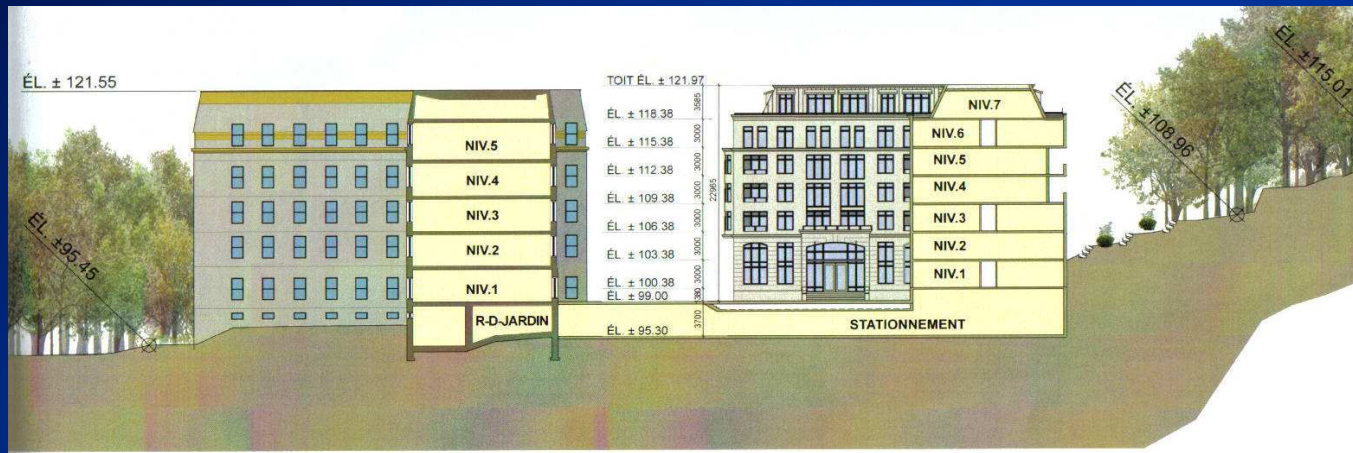 ÉL. ± 121.55
ÉL. ±95.45
NIV.5
NIV.4
NIV.3
NIV.2
NIV.1
R-D-JARDIN
TOIT ÉL. ± 121.97
ÉL. ± 118.38
ÉL. ± 115.38
ÉL. ± 112.38
ÉL. ± 109.38
ÉL. ± 106.38
ÉL. ± 103.38
ÉL. ± 100.38
ÉL. ± 99.00
ÉL. ± 95.30
3585
3000
3000
3000
3000
3000
3000
1380
3700
22965
NIV.7
NIV.6
NIV.5
NIV.4
NIV.3
NIV.2
NIV.1
STATIONNEMENT
ÉL. ±108.96
ÉL. ±115.01